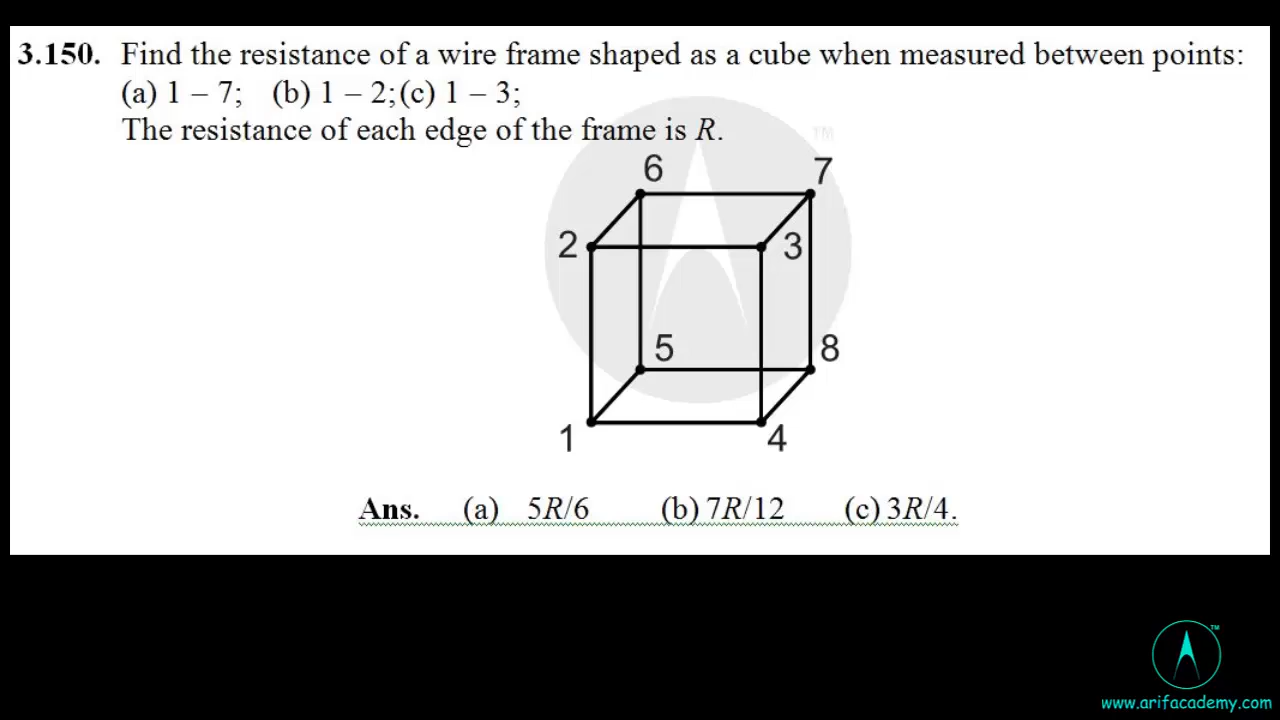 3.150. Find the resistance of a wire frame shaped as a cube when measured between points:
(a) 1 – 7; (b) 1 – 2; (c) 1 – 3;
The resistance of each edge of the frame is R.
TM
6 7
2 3
5 8
1 4
Ans. (a) 5R/6 (b) 7R/12 (c) 3R/4.
TM
www.arifacademy.com